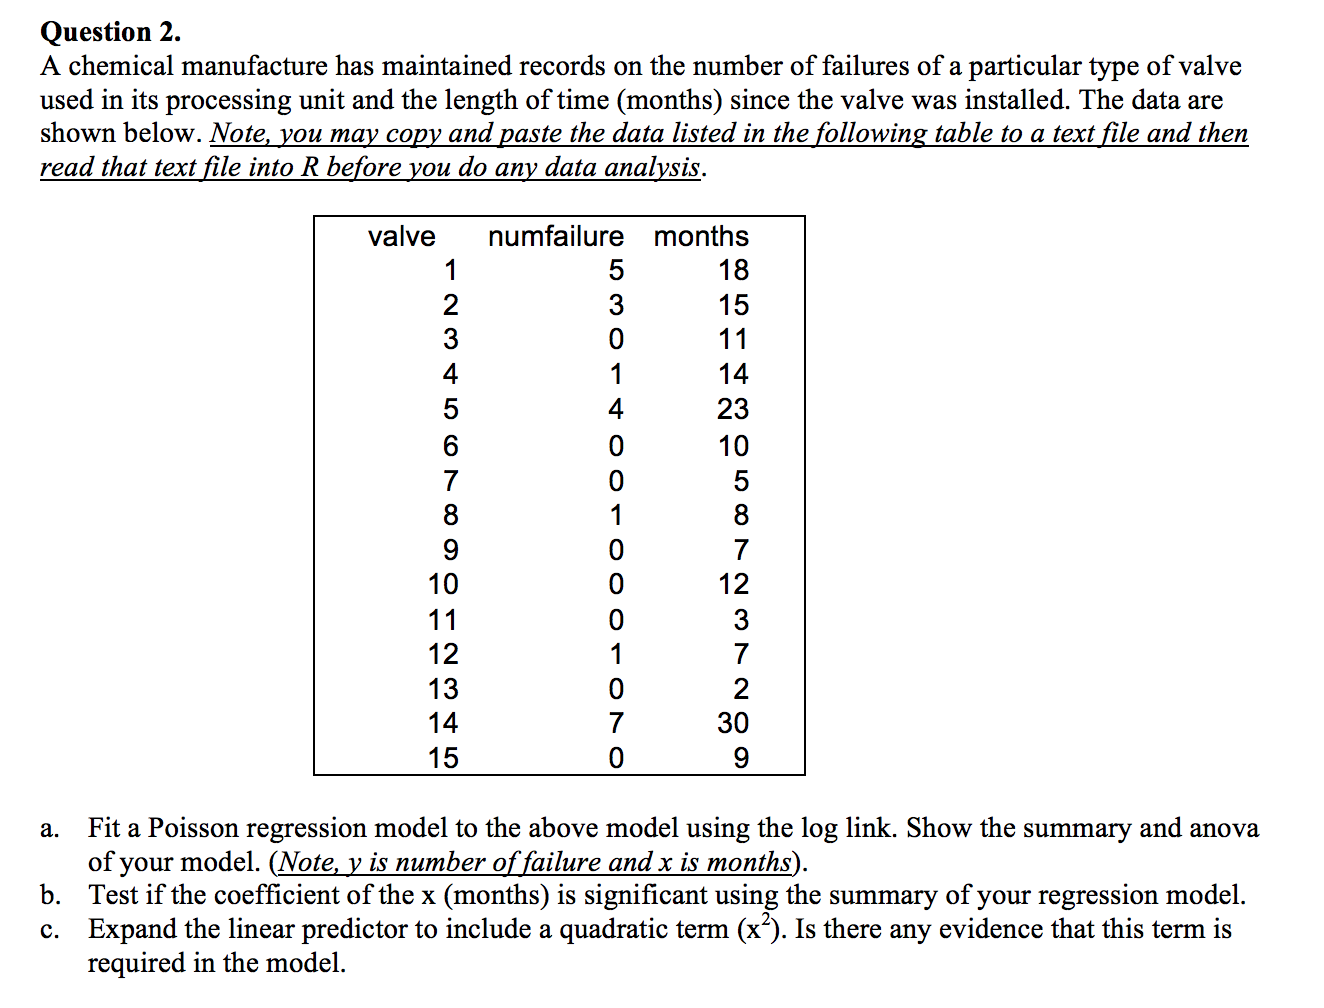 Question 2.
A chemical manufacture has maintained records on the number of failures of a particular type of valve
used in its processing unit and the length of time (months) since the valve was installed. The data are
shown below. Note, you may copy and paste the data listed in the following table to a text file and then
read that text file into R before you do any data analysis.
valve numfailure months
1 5 18
2 3 15
3 0 11
4 1 14
5 4 23
6 0 10
7 0 5
8 1 8
9 0 7
10 0 12
11 0 3
12 1 7
13 0 2
14 7 30
15 0 9
a. Fit a Poisson regression model to the above model using the log link. Show the summary and anova
of your model. (Note, y is number of failure and x is months).
b. Test if the coefficient of the x (months) is significant using the summary of your regression model.
c. Expand the linear predictor to include a quadratic term (x²). Is there any evidence that this term is
required in the model.